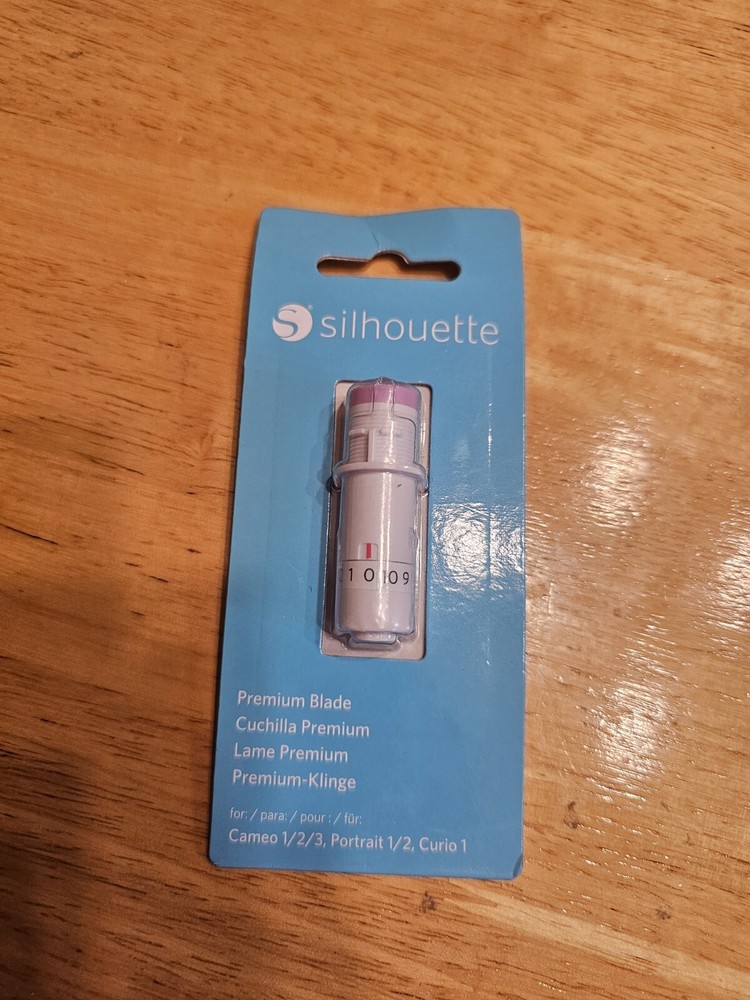 S® silhouette
1 0 10 9
Premium Blade
Cuchilla Premium
Lame Premium
Premium-Klinge
for: / para: / pour : / für:
Cameo 1/2/3, Portrait 1/2, Curio 1